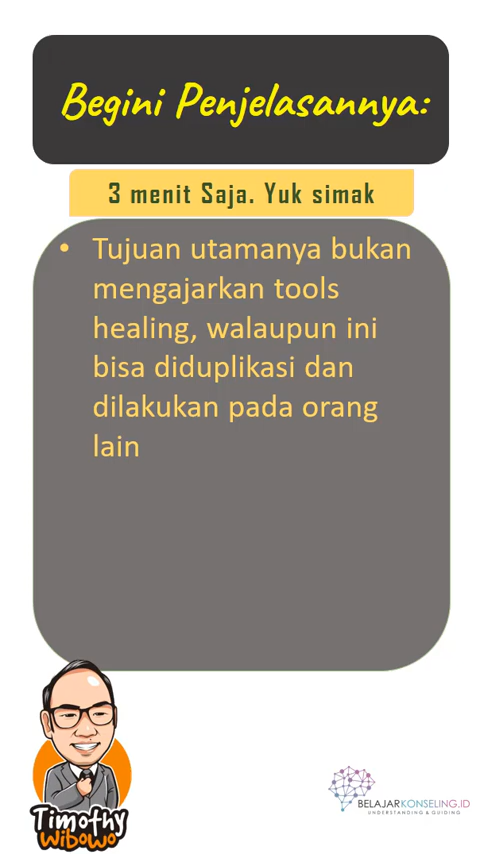 Begini Penjelasannya:
3 menit Saja. Yuk simak
• Tujuan utamanya bukan
mengajarkan tools
healing, walaupun ini
bisa diduplikasi dan
dilakukan pada orang
lain
Timothy
Wibowo
BELAJARKONSELING.ID
UNDERSTANDING & GUIDING